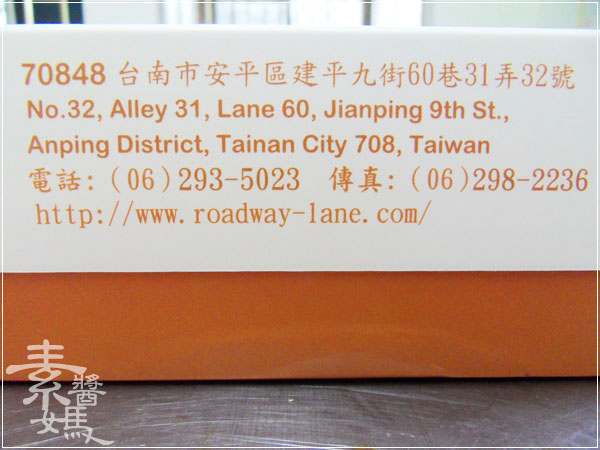 70848 台南市安平區建平九街60巷31弄32號
No.32, Alley 31, Lane 60, Jianping 9th St.,
Anping District, Tainan City 708, Taiwan
電話:(06)293-5023 傳真:(06)298-2236
http://www.roadway-lane.com/
素醬媽